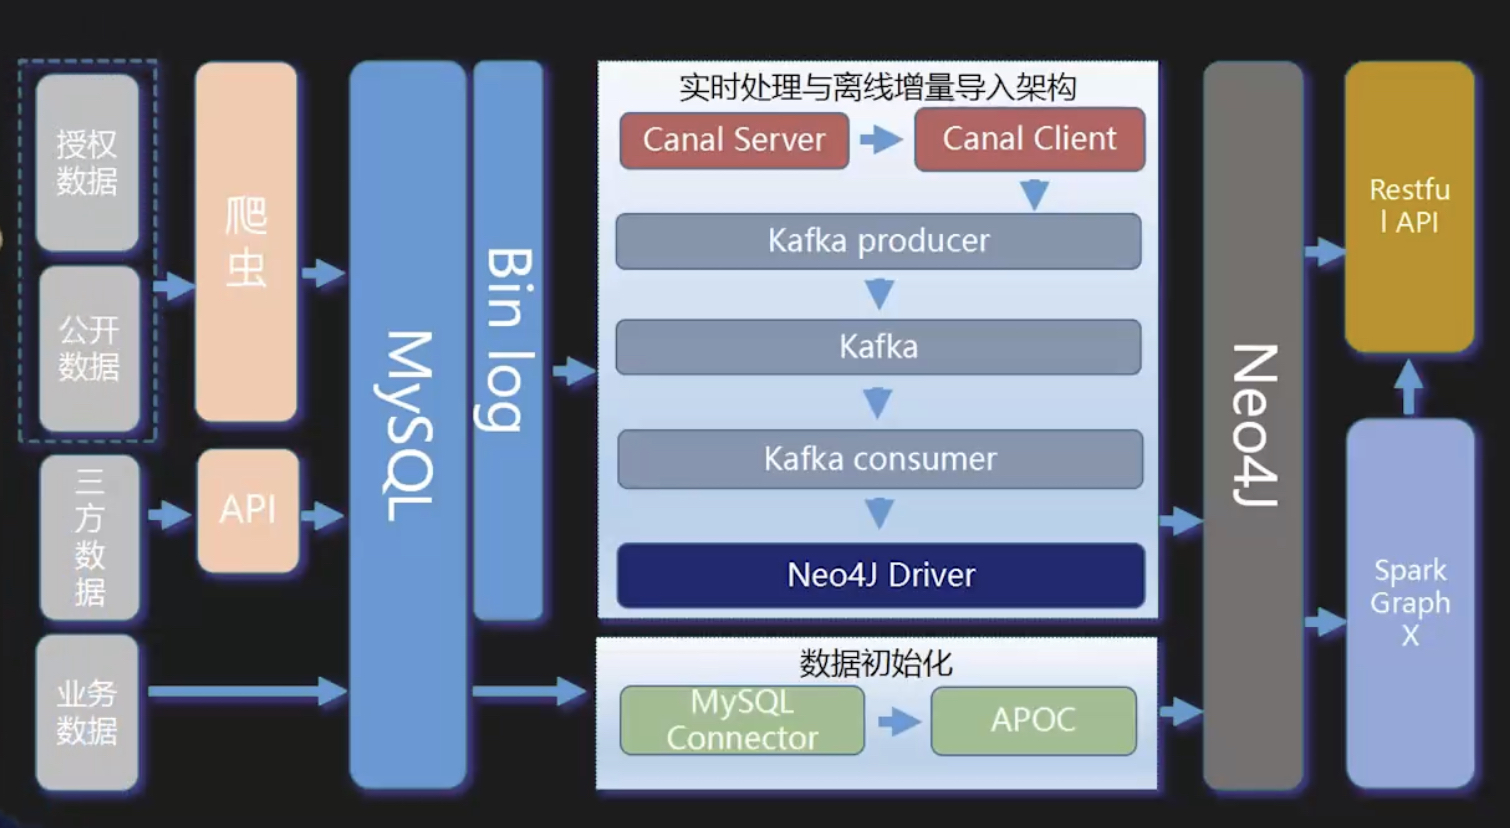 授权
数据
公开
数据
三
方
数
据
业务
数据
爬
虫
API
MySQL
Bin log
实时处理与离线增量导入架构
Canal Server
Canal Client
Kafka producer
Kafka
Kafka consumer
Neo4J Driver
数据初始化
MySQL
Connector
APOC
Neo4J
Restfu
l API
Spark
Graph
X